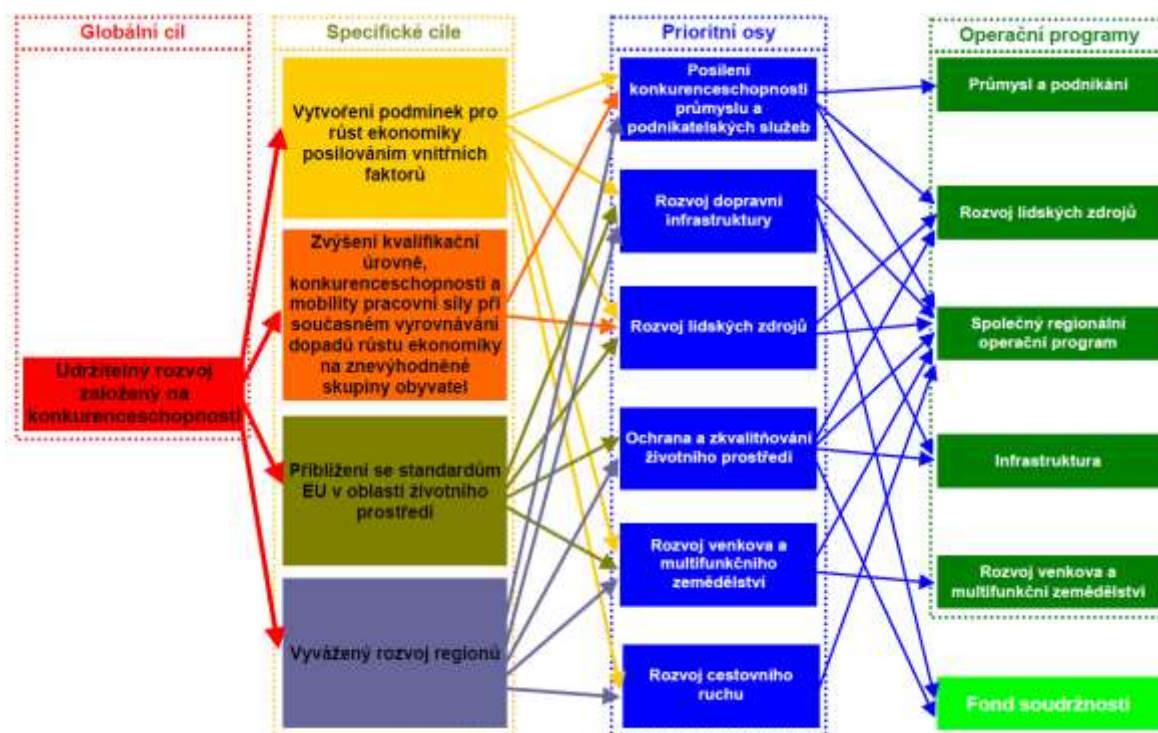 Globální cíl
Udržitelný rozvoj
založený na
konkurenceschopnosti
Specifické cíle
Vytvoření podmínek pro
růst ekonomiky
posilováním vnitřních
faktorů
Zvýšení kvalifikační
úrovně,
konkurenceschopnosti a
mobility pracovní síly při
současném vyrovnávání
dopadů růstu ekonomiky
na znevýhodněné
skupiny obyvatel
Přiblížení se standardům
EU v oblasti životního
prostředí
Vyvážený rozvoj regionů
Prioritní osy
Posílení
konkurenceschopnosti
průmyslu a
podnikatelských služeb
Rozvoj dopravní
infrastruktury
Rozvoj lidských zdrojů
Ochrana a zkvalitňování
životního prostředí
Rozvoj venkova a
multifunkčního
zemědělství
Rozvoj cestovního
ruchu
Operační programy
Průmysl a podnikání
Rozvoj lidských zdrojů
Společný regionální
operační program
Infrastruktura
Rozvoj venkova a
multifunkční zemědělství
Fond soudržnosti